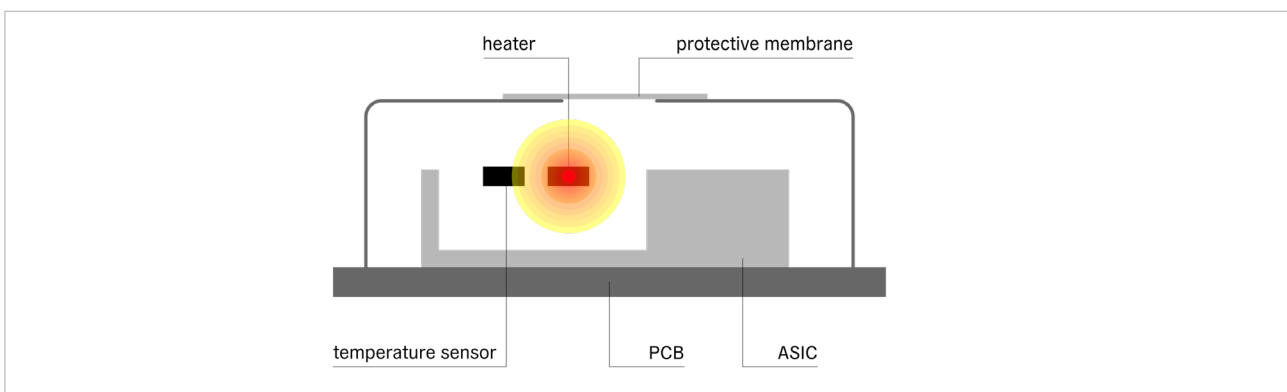 heater
protective membrane
temperature sensor
PCB
ASIC